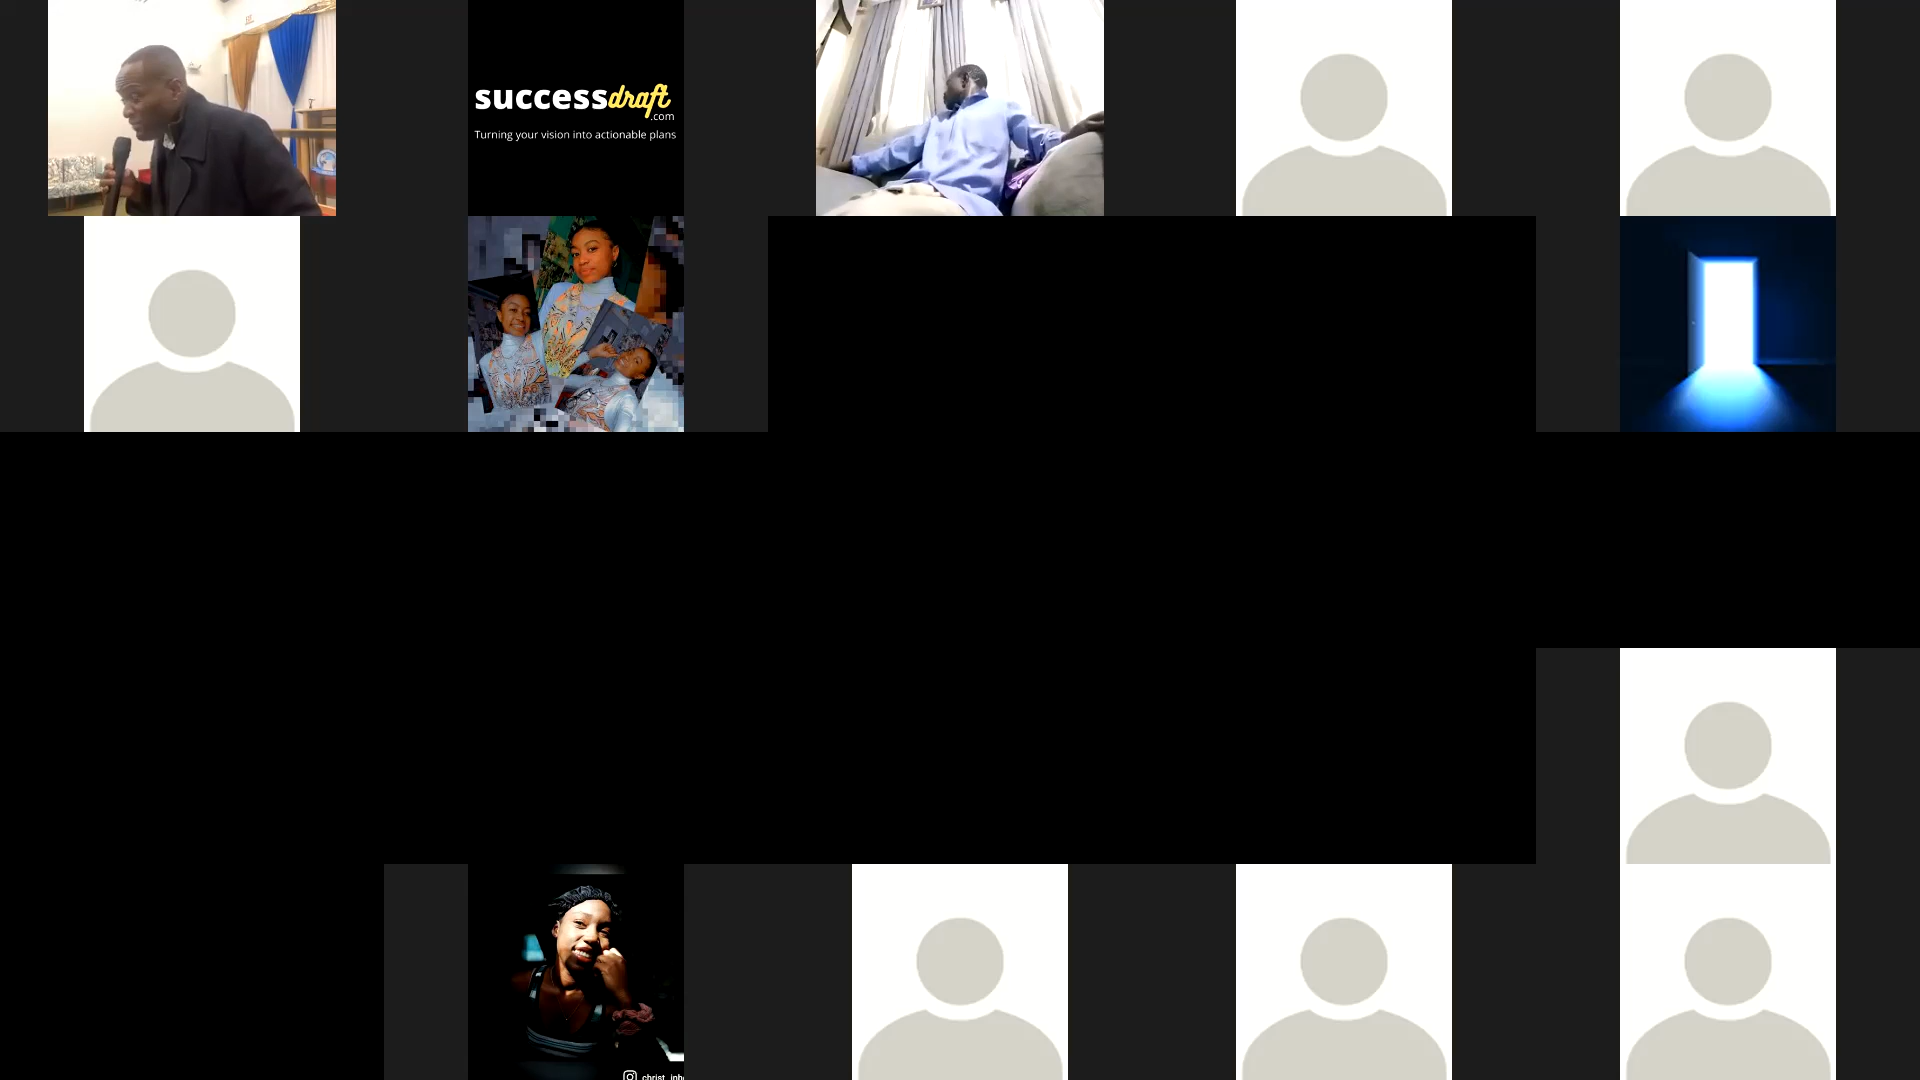 successdraft
.com
Turning your vision into actionable plans